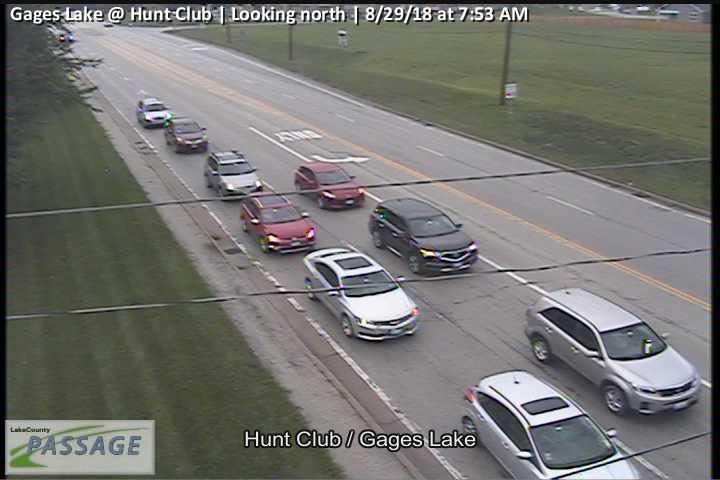 Gages Lake @ Hunt Club | Looking north | 8/29/18 at 7:53 AM
ONLY
Hunt Club / Gages Lake
LakeCounty
PASSAGE